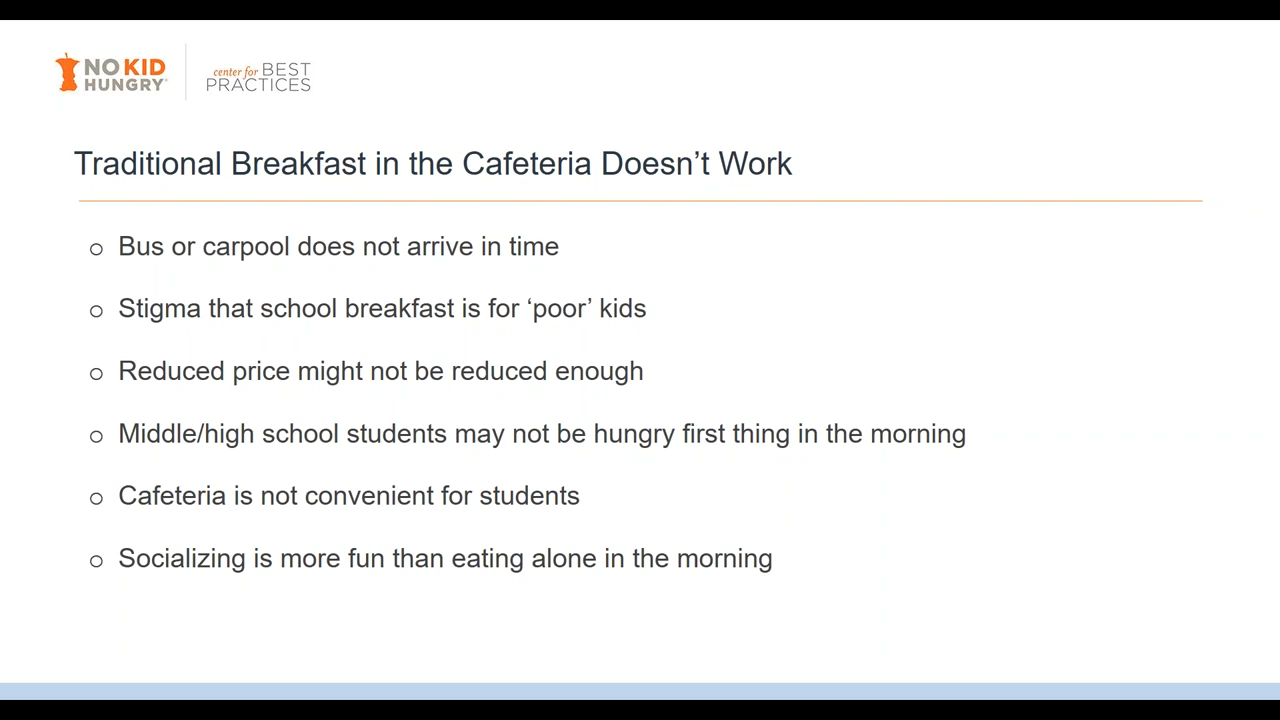 NO KID
HUNGRY
center for BEST
PRACTICES
Traditional Breakfast in the Cafeteria Doesn’t Work
o Bus or carpool does not arrive in time
o Stigma that school breakfast is for ‘poor’ kids
o Reduced price might not be reduced enough
o Middle/high school students may not be hungry first thing in the morning
o Cafeteria is not convenient for students
o Socializing is more fun than eating alone in the morning